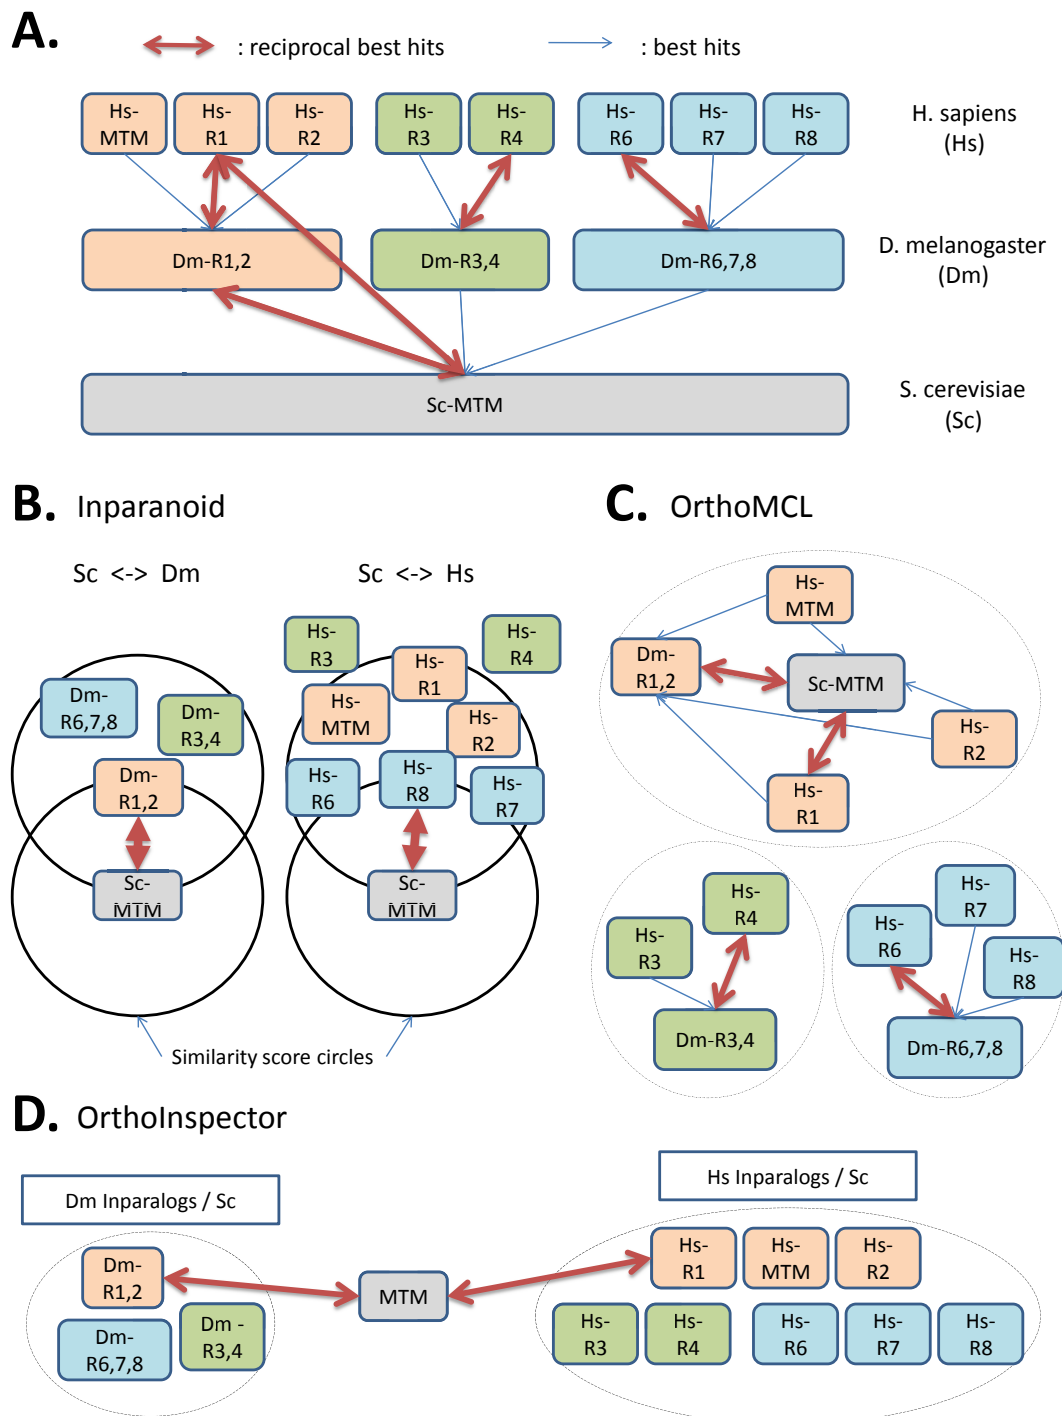 A.
: reciprocal best hits
: best hits
Hs-
MTM
Hs-
R1
Hs-
R2
Hs-
R3
Hs-
R4
Hs-
R6
Hs-
R7
Hs-
R8
H. sapiens
(Hs)
Dm-R1,2
Dm-R3,4
Dm-R6,7,8
D. melanogaster
(Dm)
Sc-MTM
S. cerevisiae
(Sc)
B. Inparanoid
Sc <-> Dm
Sc <-> Hs
Dm-
R6,7,8
Dm-
R3,4
Dm-
R1,2
Sc-
MTM
Hs-
R3
Hs-
R4
Hs-
R1
Hs-
MTM
Hs-
R2
Hs-
R6
Hs-
R8
Hs-
R7
Sc-
MTM
Similarity score circles
C. OrthoMCL
Hs-
MTM
Dm-
R1,2
Sc-MTM
Hs-
R2
Hs-
R1
Hs-
R4
Hs-
R3
Dm-R3,4
Hs-
R7
Hs-
R6
Hs-
R8
Dm-R6,7,8
D. OrthoInspector
Dm Inparalogs / Sc
Hs Inparalogs / Sc
Dm-
R1,2
Dm-
R6,7,8
Dm -
R3,4
MTM
Hs-
R1
Hs-
MTM
Hs-
R2
Hs-
R3
Hs-
R4
Hs-
R6
Hs-
R7
Hs-
R8